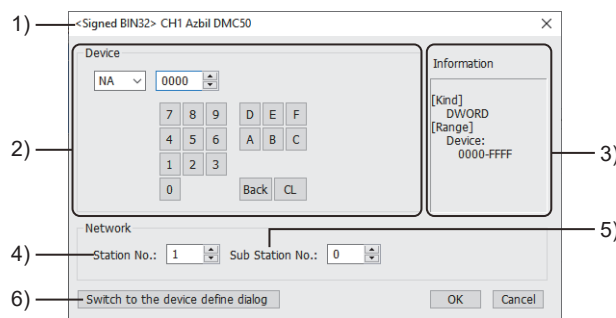 1)
<Signed BIN32> CH1 Azbil DMC50
Device
Information
NA 0000
[Kind]
DWORD
[Range]
Device:
0000-FFFF
7 8 9 D E F
4 5 6 A B C
1 2 3
0 Back CL
2)
3)
Network
4)
Station No.: 1 Sub Station No.: 0
5)
6)
Switch to the device define dialog OK Cancel